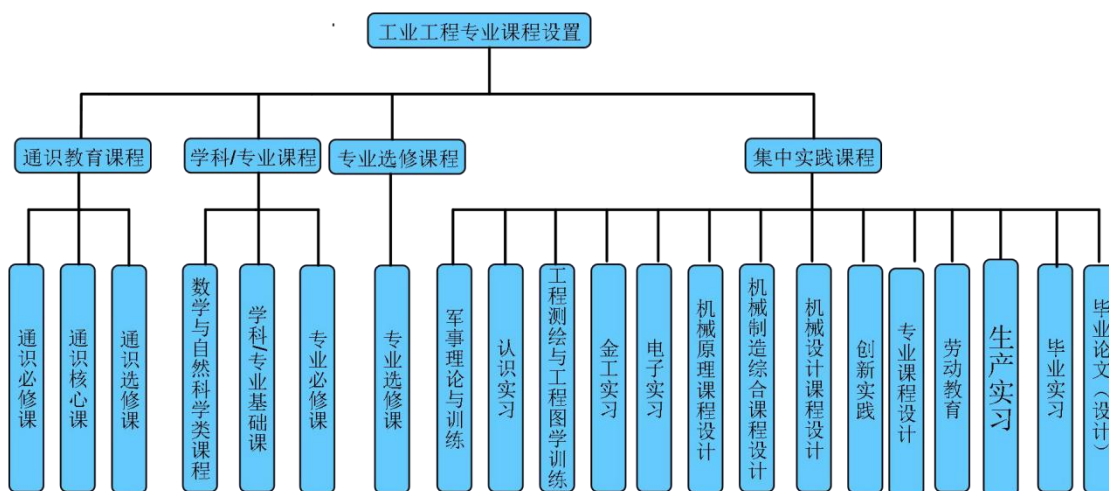 工业工程专业课程设置
通识教育课程
学科/专业课程
专业选修课程
集中实践课程
通识必修课
通识核心课
通识选修课
数学与自然科学类课程
学科/专业基础课
专业必修课
专业选修课
军事理论与训练
认识实习
工程测绘与工程图学训练
金工实习
电子实习
机械原理课程设计
机械制造综合课程设计
机械设计课程设计
创新实践
专业课程设计
劳动教育
生产实习
毕业实习
毕业论文（设计）